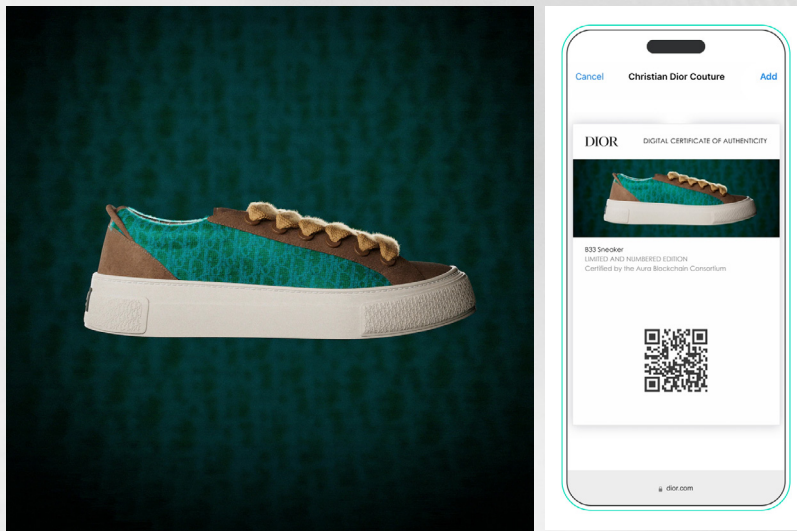 Cancel Christian Dior Couture Add
DIOR DIGITAL CERTIFICATE OF AUTHENTICITY
B33 Sneaker
LIMITED AND NUMBERED EDITION
Certified by the Aura Blockchain Consortium
dior.com